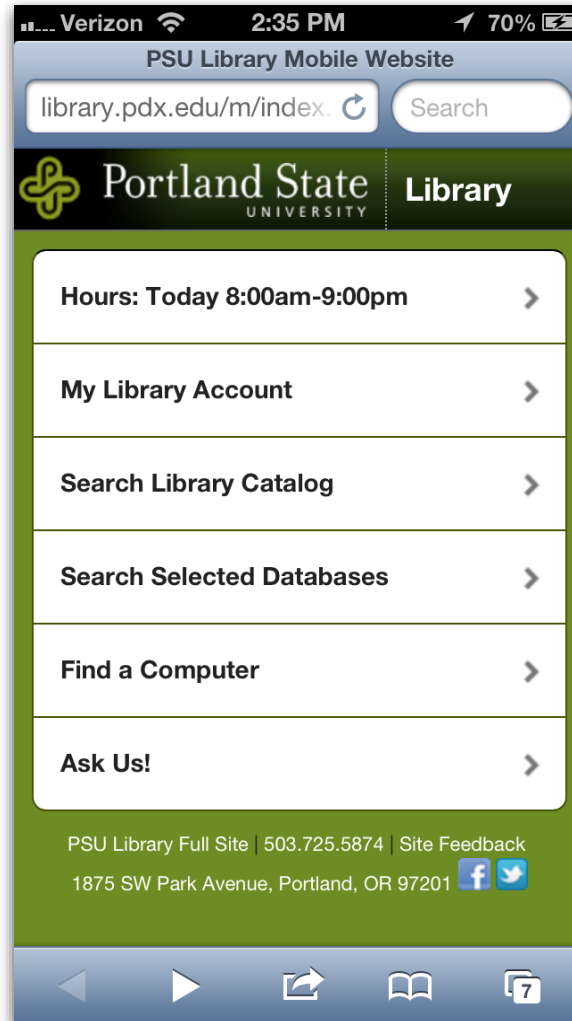 Verizon 2:35 PM 70%
PSU Library Mobile Website
library.pdx.edu/m/index. Search
Portland State Library
UNIVERSITY
Hours: Today 8:00am-9:00pm
My Library Account
Search Library Catalog
Search Selected Databases
Find a Computer
Ask Us!
PSU Library Full Site | 503.725.5874 | Site Feedback
1875 SW Park Avenue, Portland, OR 97201 f
7